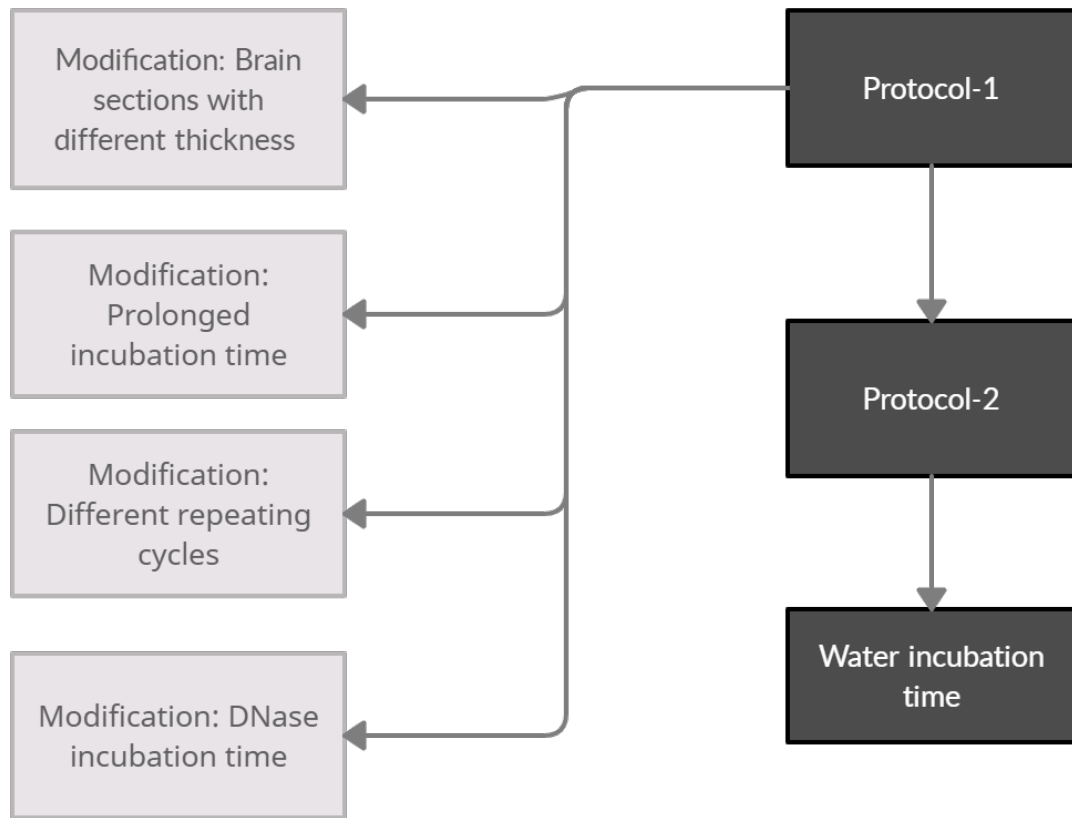 Modification: Brain
sections with
different thickness
Protocol-1
Modification:
Prolonged
incubation time
Protocol-2
Modification:
Different repeating
cycles
Water incubation
time
Modification: DNase
incubation time